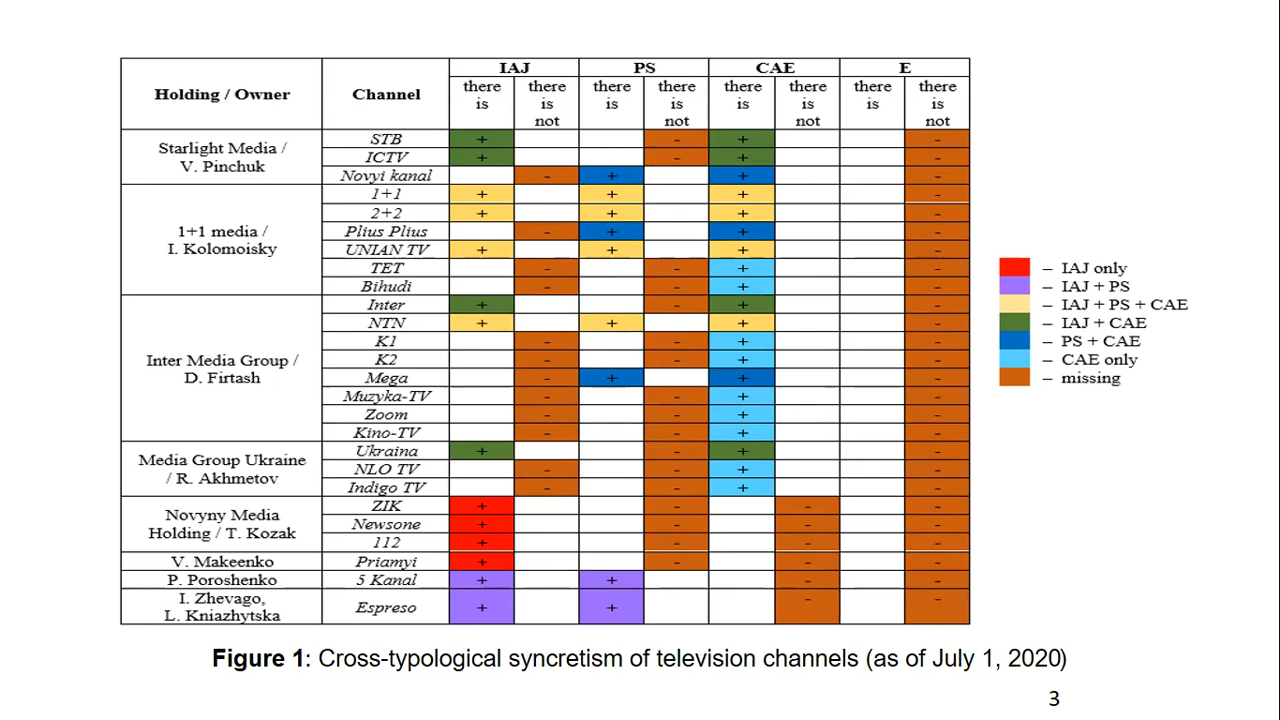 IAJ PS CAE E
Holding / Owner Channel there is there is not there is there is not there is there is not there is there is not
Starlight Media / V. Pinchuk
STB + - + -
ICTV + - + -
Novyi kanal - + + -
1+1 media / I. Kolomoisky
1+1 + + + -
2+2 + + + -
Plius Plius - + + -
UNIAN TV + + + -
TET - - + -
Bihudi - - + -
Inter Media Group / D. Firtash
Inter + - + -
NTN + + + -
K1 - - + -
K2 - - + -
Mega - + + -
Muzyka-TV - - + -
Zoom - - + -
Kino-TV - - + -
Media Group Ukraine / R. Akhmetov
Ukraina + - + -
NLO TV - - + -
Indigo TV - - + -
Novyny Media Holding / T. Kozak
ZIK + - - -
Newsone + - - -
112 + - - -
V. Makeenko Priamyi + - - -
P. Poroshenko 5 Kanal + + - -
I. Zhevago, L. Kniazhytska Espreso + + - -
– IAJ only
– IAJ + PS
– IAJ + PS + CAE
– IAJ + CAE
– PS + CAE
– CAE only
– missing
Figure 1: Cross-typological syncretism of television channels (as of July 1, 2020)
3